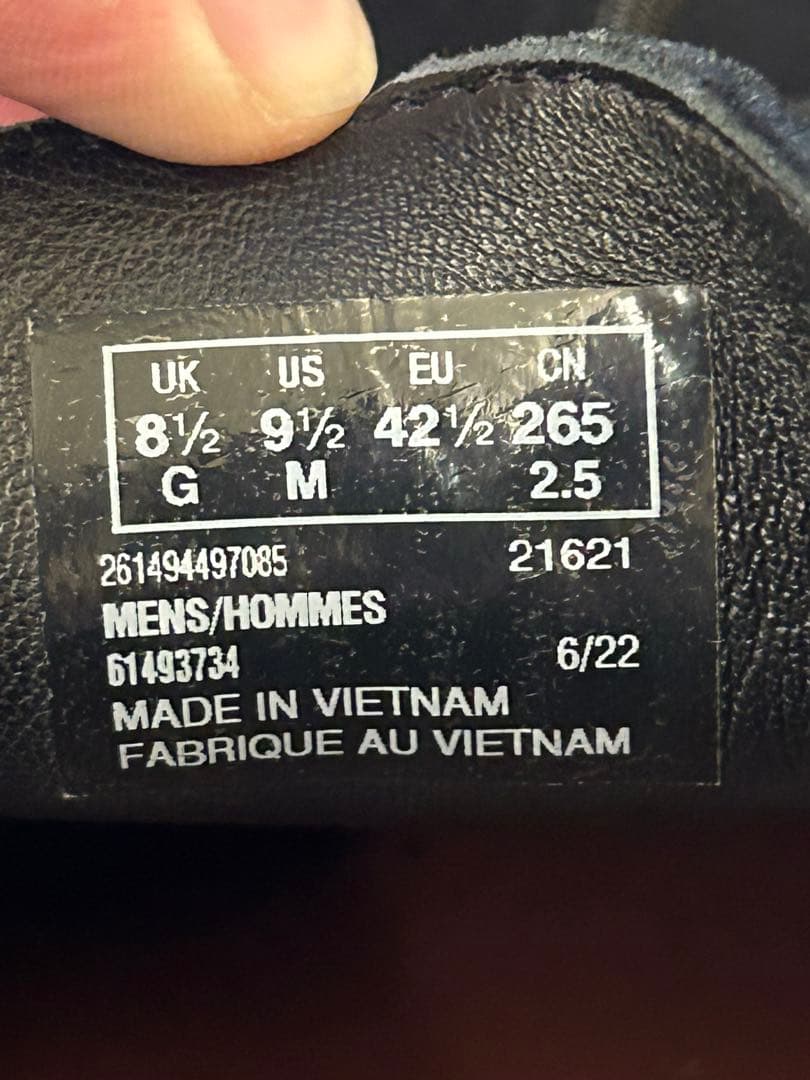 UK US EU CN
8½ 9½ 42½ 265
G M 2.5
261494497085 21621
MENS/HOMMES
61493734 6/22
MADE IN VIETNAM
FABRIQUE AU VIETNAM